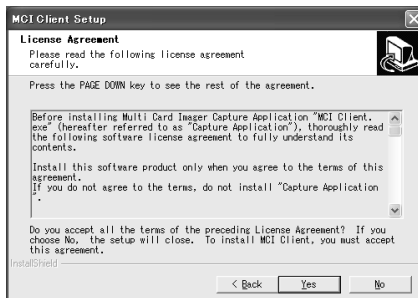 MCI Client Setup
License Agreement
Please read the following license agreement
carefully.
Press the PAGE DOWN key to see the rest of the agreement.
Before installing Multi Card Imager Capture Application "MCI Client.
exe" (hereafter referred to as "Capture Application"), thoroughly read
the following software license agreement to fully understand its
contents.
Install this software product only when you agree to the terms of this
agreement.
If you do not agree to the terms, do not install "Capture Application
".
Do you accept all the terms of the preceding License Agreement?  If you
choose No,  the setup will close.  To install MCI Client, you must accept
this agreement.
InstallShield
< Back Yes No